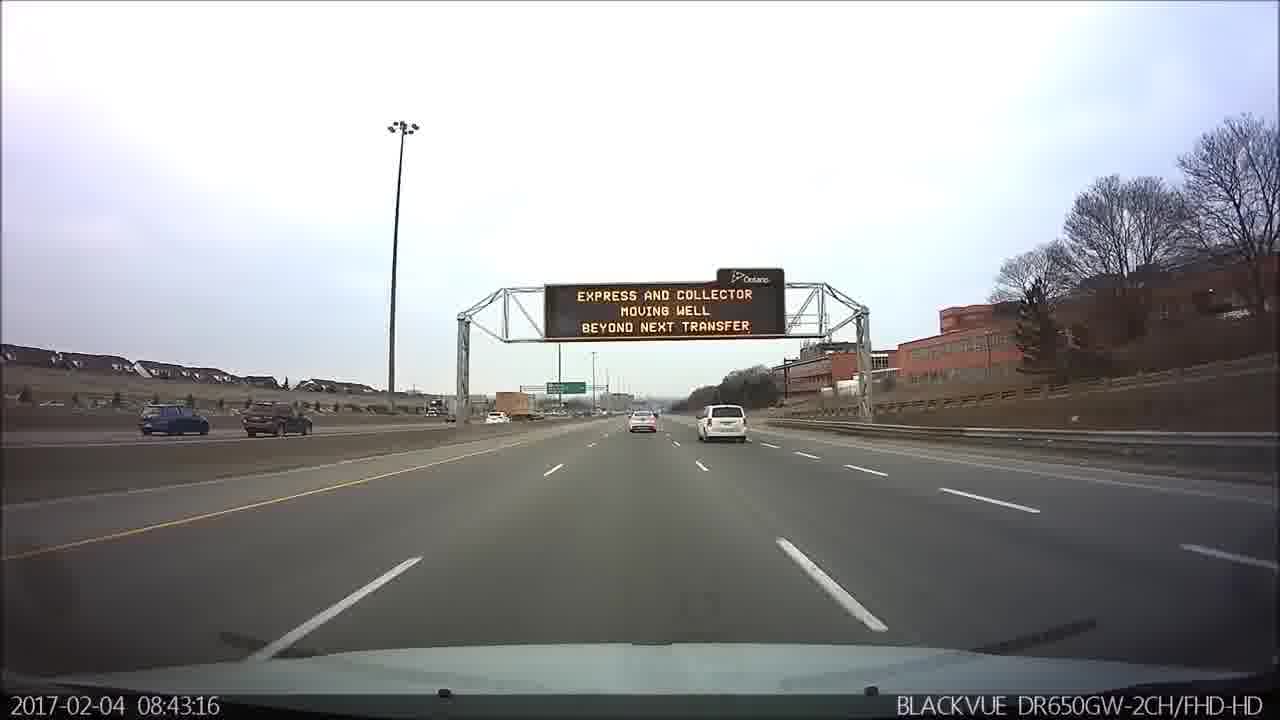 Ontario
EXPRESS AND COLLECTOR
MOVING WELL
BEYOND NEXT TRANSFER
2017-02-04 08:43:16
BLACKVUE DR650GW-2CH/FHD-HD